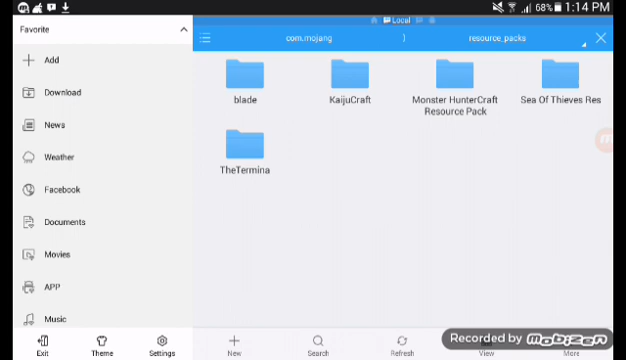 68% 1:14 PM
Favorite
Local
com.mojang
resource_packs
Add
Download
News
Weather
Facebook
Documents
Movies
APP
Music
blade
KaijuCraft
Monster HunterCraft
Resource Pack
Sea Of Thieves Res
TheTermina
Exit
Theme
Settings
New
Search
Refresh
View
More
Recorded by mobizen